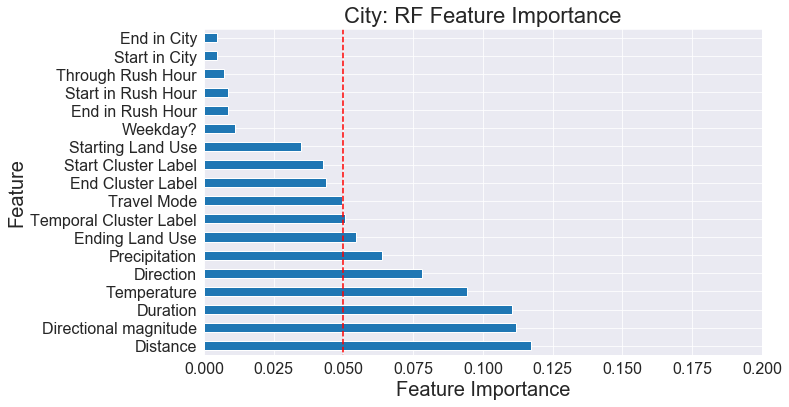 City: RF Feature Importance
Feature
End in City
Start in City
Through Rush Hour
Start in Rush Hour
End in Rush Hour
Weekday?
Starting Land Use
Start Cluster Label
End Cluster Label
Travel Mode
Temporal Cluster Label
Ending Land Use
Precipitation
Direction
Temperature
Duration
Directional magnitude
Distance
0.000 0.025 0.050 0.075 0.100 0.125 0.150 0.175 0.200
Feature Importance